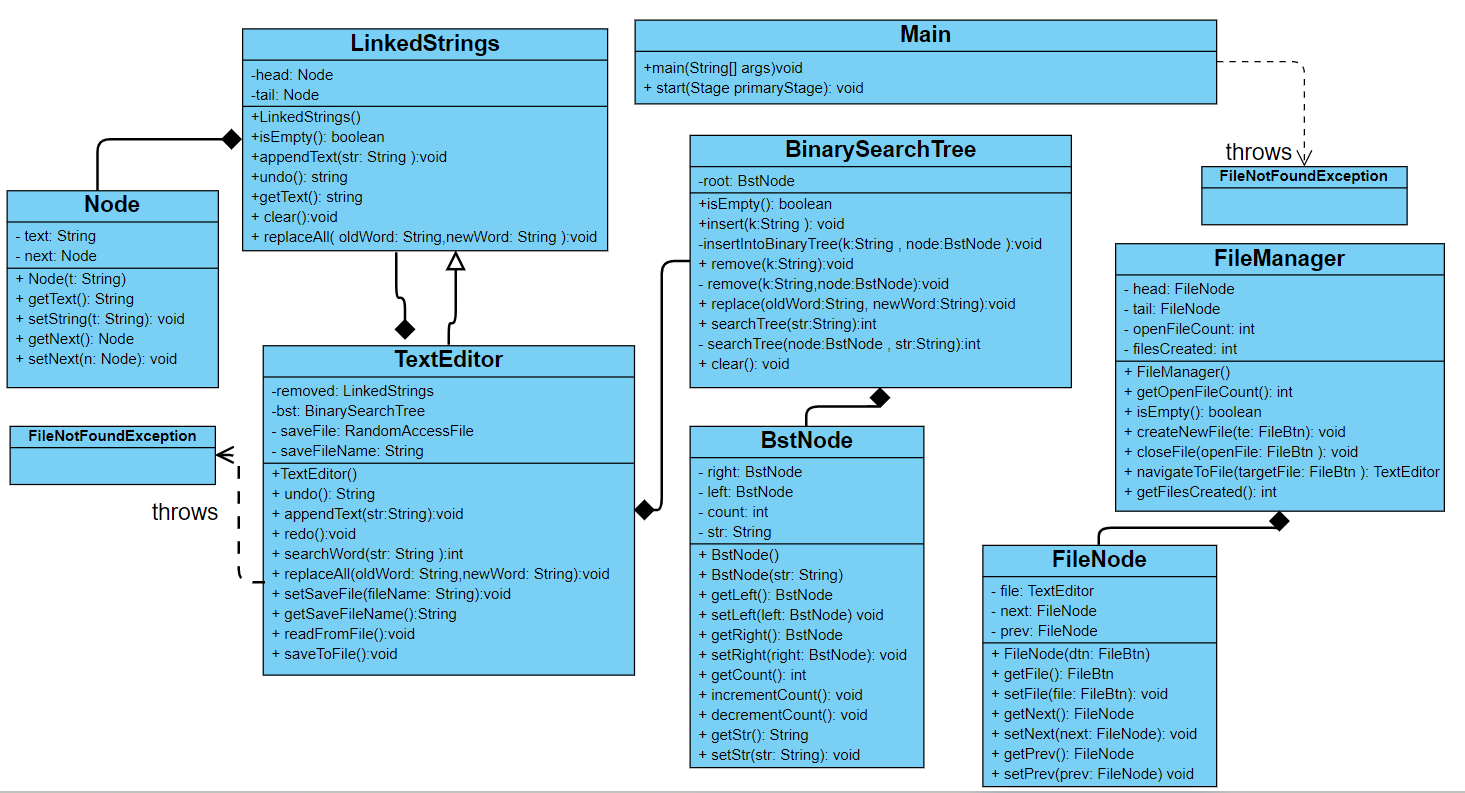 LinkedStrings
-head: Node
-tail: Node
+LinkedStrings()
+isEmpty(): boolean
+appendText(str: String ):void
+undo(): string
+getText(): string
+ clear():void
+ replaceAll( oldWord: String,newWord: String ):void
Main
+main(String[] args)void
+ start(Stage primaryStage): void
throws
FileNotFoundException
Node
- text: String
- next: Node
+ Node(t: String)
+ getText(): String
+ setString(t: String): void
+ getNext(): Node
+ setNext(n: Node): void
BinarySearchTree
-root: BstNode
+isEmpty(): boolean
+insert(k:String ): void
-insertIntoBinaryTree(k:String , node:BstNode ):void
+ remove(k:String):void
- remove(k:String,node:BstNode):void
+ replace(oldWord:String, newWord:String):void
+ searchTree(str:String):int
- searchTree(node:BstNode , str:String):int
+ clear(): void
FileManager
- head: FileNode
- tail: FileNode
- openFileCount: int
- filesCreated: int
+ FileManager()
+ getOpenFileCount(): int
+ isEmpty(): boolean
+ createNewFile(te: FileBtn): void
+ closeFile(openFile: FileBtn ): void
+ navigateToFile(targetFile: FileBtn ): TextEditor
+ getFilesCreated(): int
TextEditor
-removed: LinkedStrings
-bst: BinarySearchTree
- saveFile: RandomAccessFile
- saveFileName: String
+TextEditor()
+ undo(): String
+ appendText(str:String):void
+ redo():void
+ searchWord(str: String ):int
+ replaceAll(oldWord: String,newWord: String):void
+ setSaveFile(fileName: String):void
+ getSaveFileName():String
+ readFromFile():void
+ saveToFile():void
FileNotFoundException
throws
BstNode
- right: BstNode
- left: BstNode
- count: int
- str: String
+ BstNode()
+ BstNode(str: String)
+ getLeft(): BstNode
+ setLeft(left: BstNode) void
+ getRight(): BstNode
+ setRight(right: BstNode): void
+ getCount(): int
+ incrementCount(): void
+ decrementCount(): void
+ getStr(): String
+ setStr(str: String): void
FileNode
- file: TextEditor
- next: FileNode
- prev: FileNode
+ FileNode(dtn: FileBtn)
+ getFile(): FileBtn
+ setFile(file: FileBtn): void
+ getNext(): FileNode
+ setNext(next: FileNode): void
+ getPrev(): FileNode
+ setPrev(prev: FileNode) void